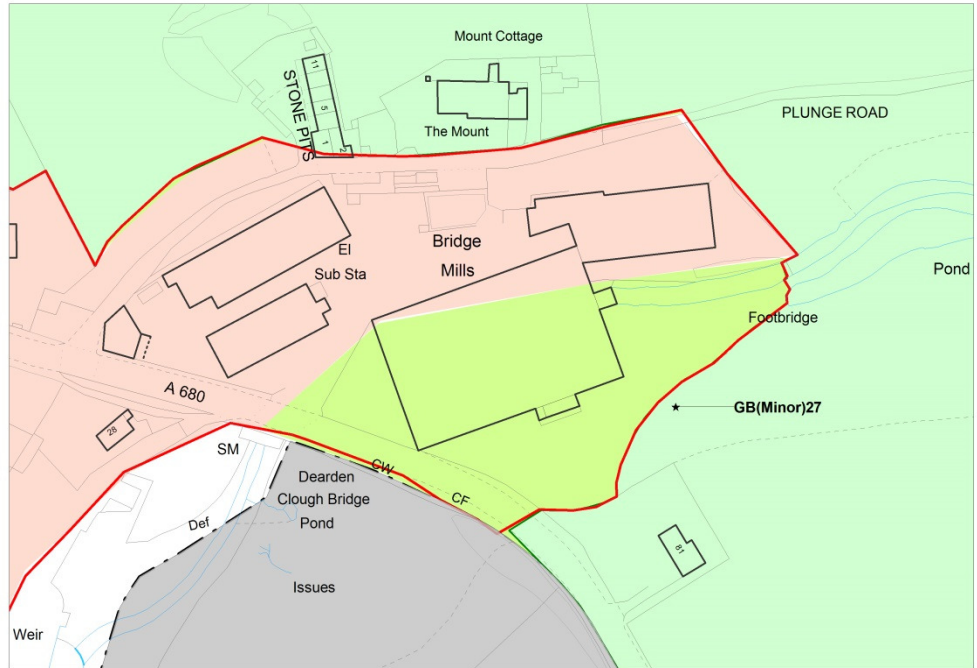 Mount Cottage
STONE PITS
11
5
1
2
The Mount
PLUNGE ROAD
El
Sub Sta
Bridge
Mills
Pond
Footbridge
A 680
28
GB(Minor)27
SM
CW
CF
Dearden
Clough Bridge
Pond
Def
81
Issues
Weir